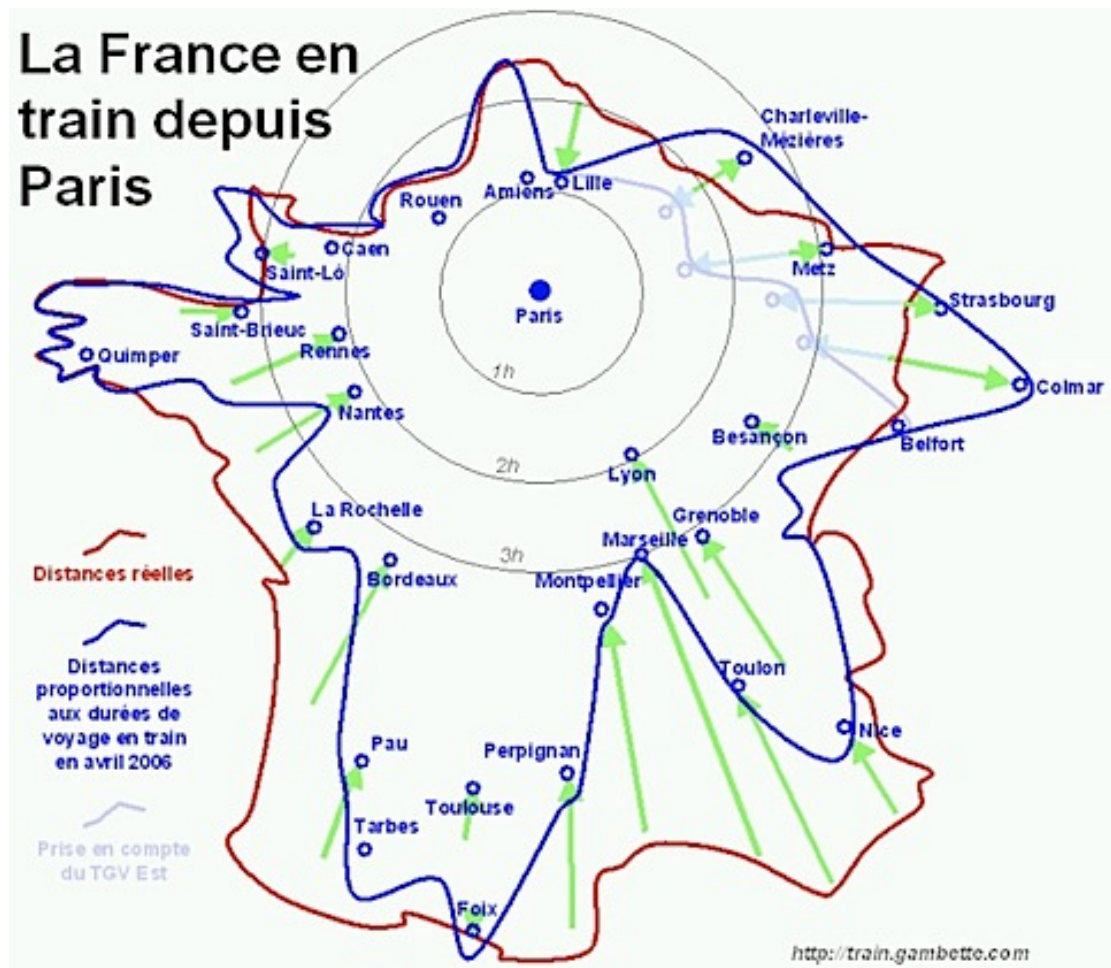 La France en
train depuis
Paris
Charleville-
Mézières
Rouen
Amiens
Lille
Caen
Saint-Lô
Metz
Paris
Strasbourg
Saint-Brieuc
Rennes
Quimper
1h
Colmar
Nantes
Besançon
Belfort
2h
Lyon
La Rochelle
Grenoble
Marseille
3h
Bordeaux
Montpellier
Distances réelles
Distances
proportionnelles
aux durées de
voyage en train
en avril 2006
Toulon
Nice
Pau
Perpignan
Toulouse
Tarbes
Prise en compte
du TGV Est
Foix
http://train.gambette.com